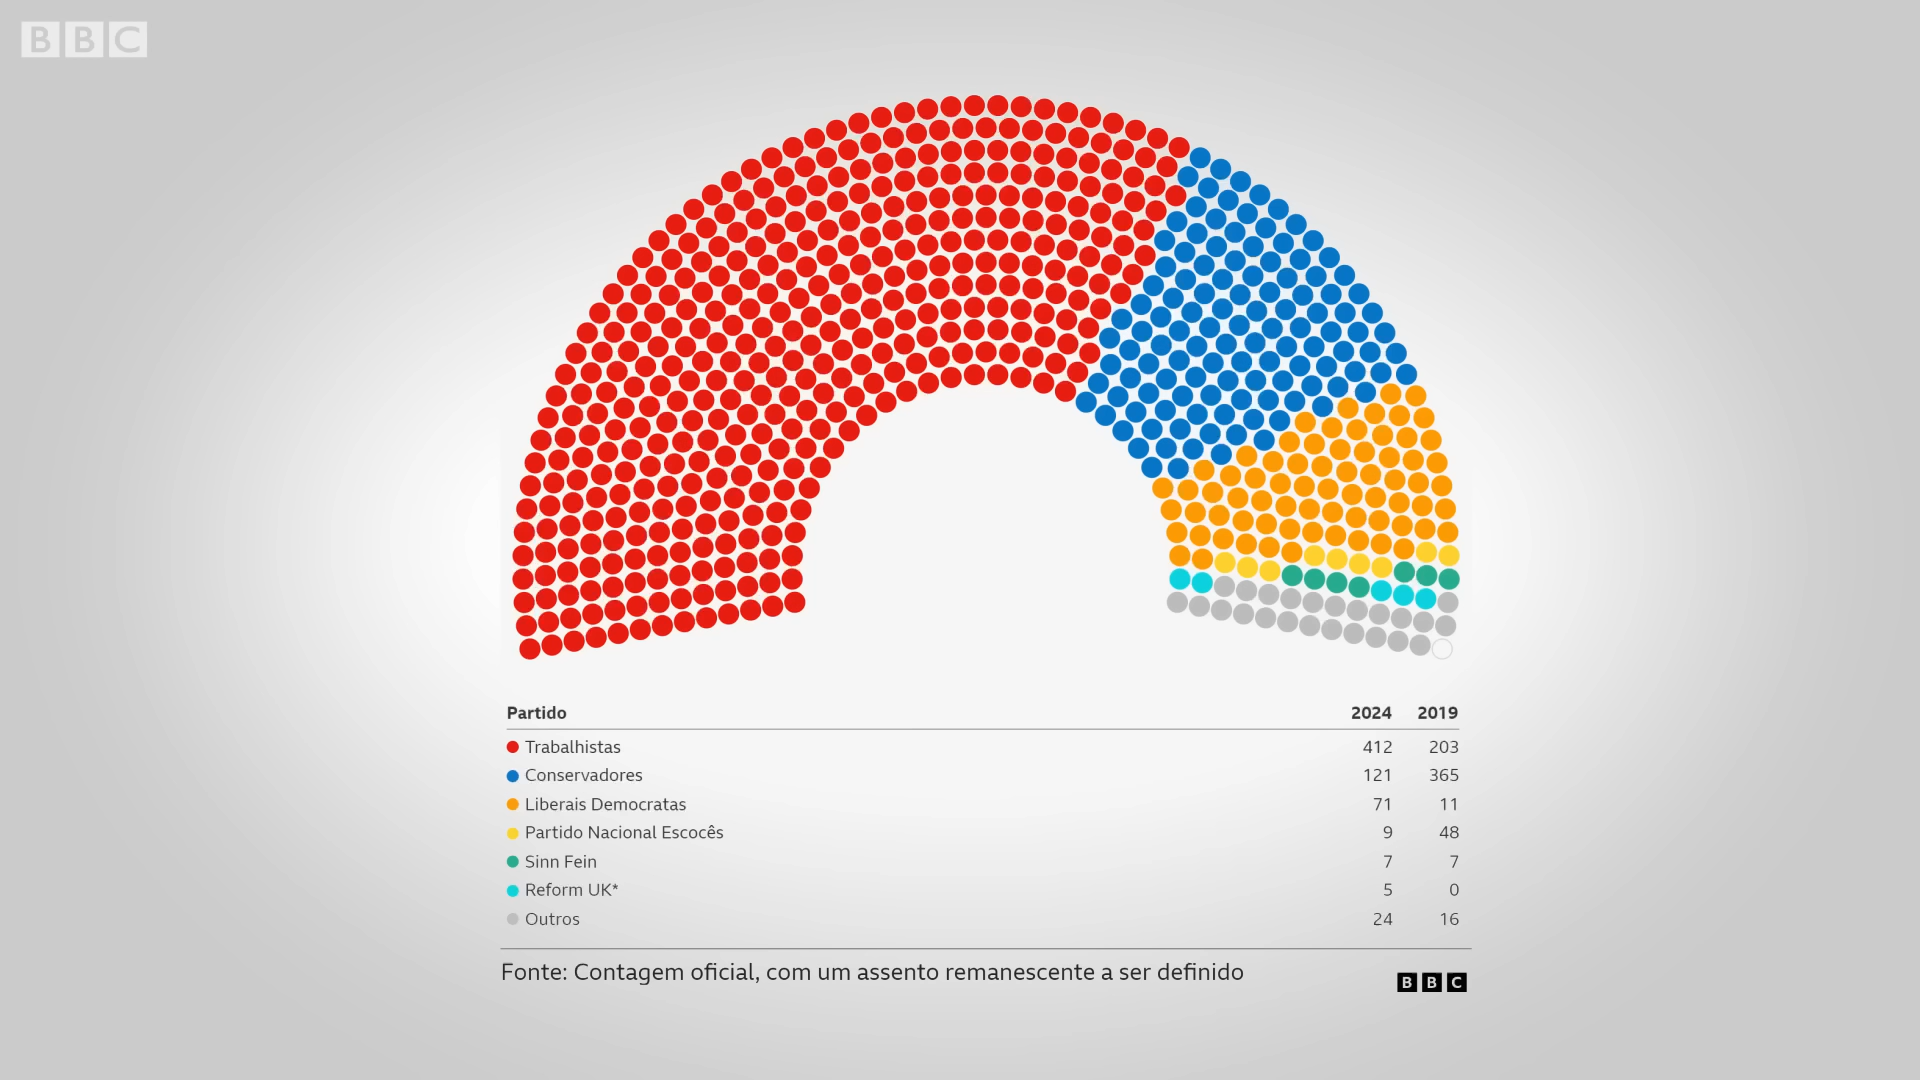 BBC
Partido 2024 2019
Trabalhistas 412 203
Conservadores 121 365
Liberais Democratas 71 11
Partido Nacional Escocês 9 48
Sinn Fein 7 7
Reform UK* 5 0
Outros 24 16
Fonte: Contagem oficial, com um assento remanescente a ser definido
BBC